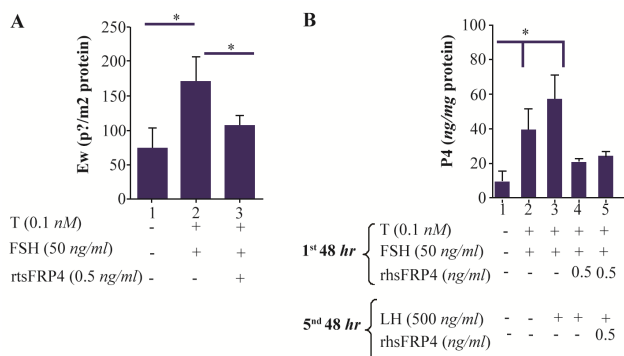 A
*
*
Ew (p?/m2 protein)
250
200
150
100
50
0
1 2 3
T (0.1 nM) - + +
FSH (50 ng/ml) - + +
rtsFRP4 (0.5 ng/ml) - - +
B
*
P4 (ng/mg protein)
100
80
60
40
20
0
1 2 3 4 5
1st 48 hr
T (0.1 nM) - + + + +
FSH (50 ng/ml) - + + + +
rhsFRP4 (ng/ml) - - - 0.5 0.5
5nd 48 hr
LH (500 ng/ml) - - + + +
rhsFRP4 (ng/ml) - - - - 0.5